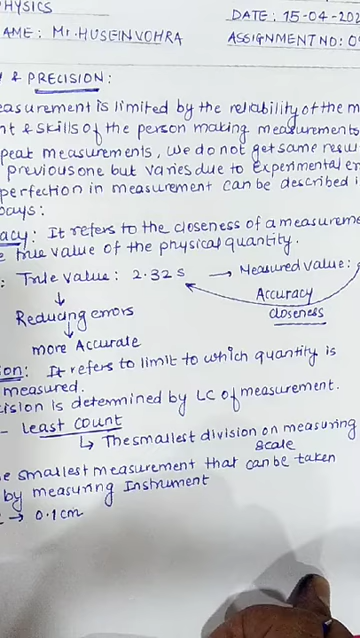 PHYSICS
DATE: 15-04-202
AME: Mr. HUSEIN VOHRA
ASSIGNMENT NO: 0
Y & PRECISION:
easurement is limited by the reliability of the m
nt & skills of the person making measurements
peat measurements, we do not get same resu
previous one but varies due to Experimental er
perfection in measurement can be described i
ways:
acy: It refers to the closeness of a measureme
e true value of the physical quantity.
: True value: 2.32 s → Measured value:
↓ Accuracy
Reducing errors closeness
↓
more Accurate
ion: It refers to limit to which quantity is
measured.
cision is determined by LC of measurement.
- Least count
↳ The smallest division on measuring
scale
e smallest measurement that can be taken
by measuring Instrument
→ 0.1 cm